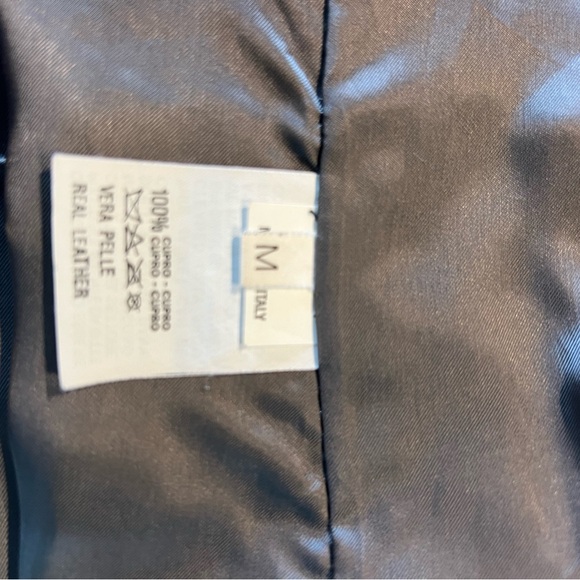 M
ITALY
100% CUPRO - CUPRO
CUPRO - CUPRO
VERA PELLE
REAL LEATHER